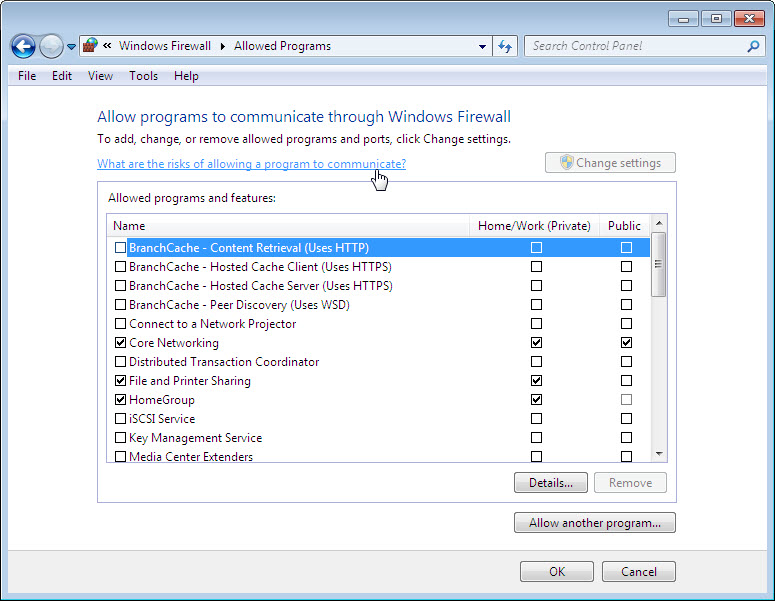 « Windows Firewall Allowed Programs Search Control Panel
File Edit View Tools Help
Allow programs to communicate through Windows Firewall
To add, change, or remove allowed programs and ports, click Change settings.
What are the risks of allowing a program to communicate? Change settings
Allowed programs and features:
Name Home/Work (Private) Public
BranchCache - Content Retrieval (Uses HTTP)
BranchCache - Hosted Cache Client (Uses HTTPS)
BranchCache - Hosted Cache Server (Uses HTTPS)
BranchCache - Peer Discovery (Uses WSD)
Connect to a Network Projector
Core Networking
Distributed Transaction Coordinator
File and Printer Sharing
HomeGroup
iSCSI Service
Key Management Service
Media Center Extenders
Details... Remove
Allow another program...
OK Cancel